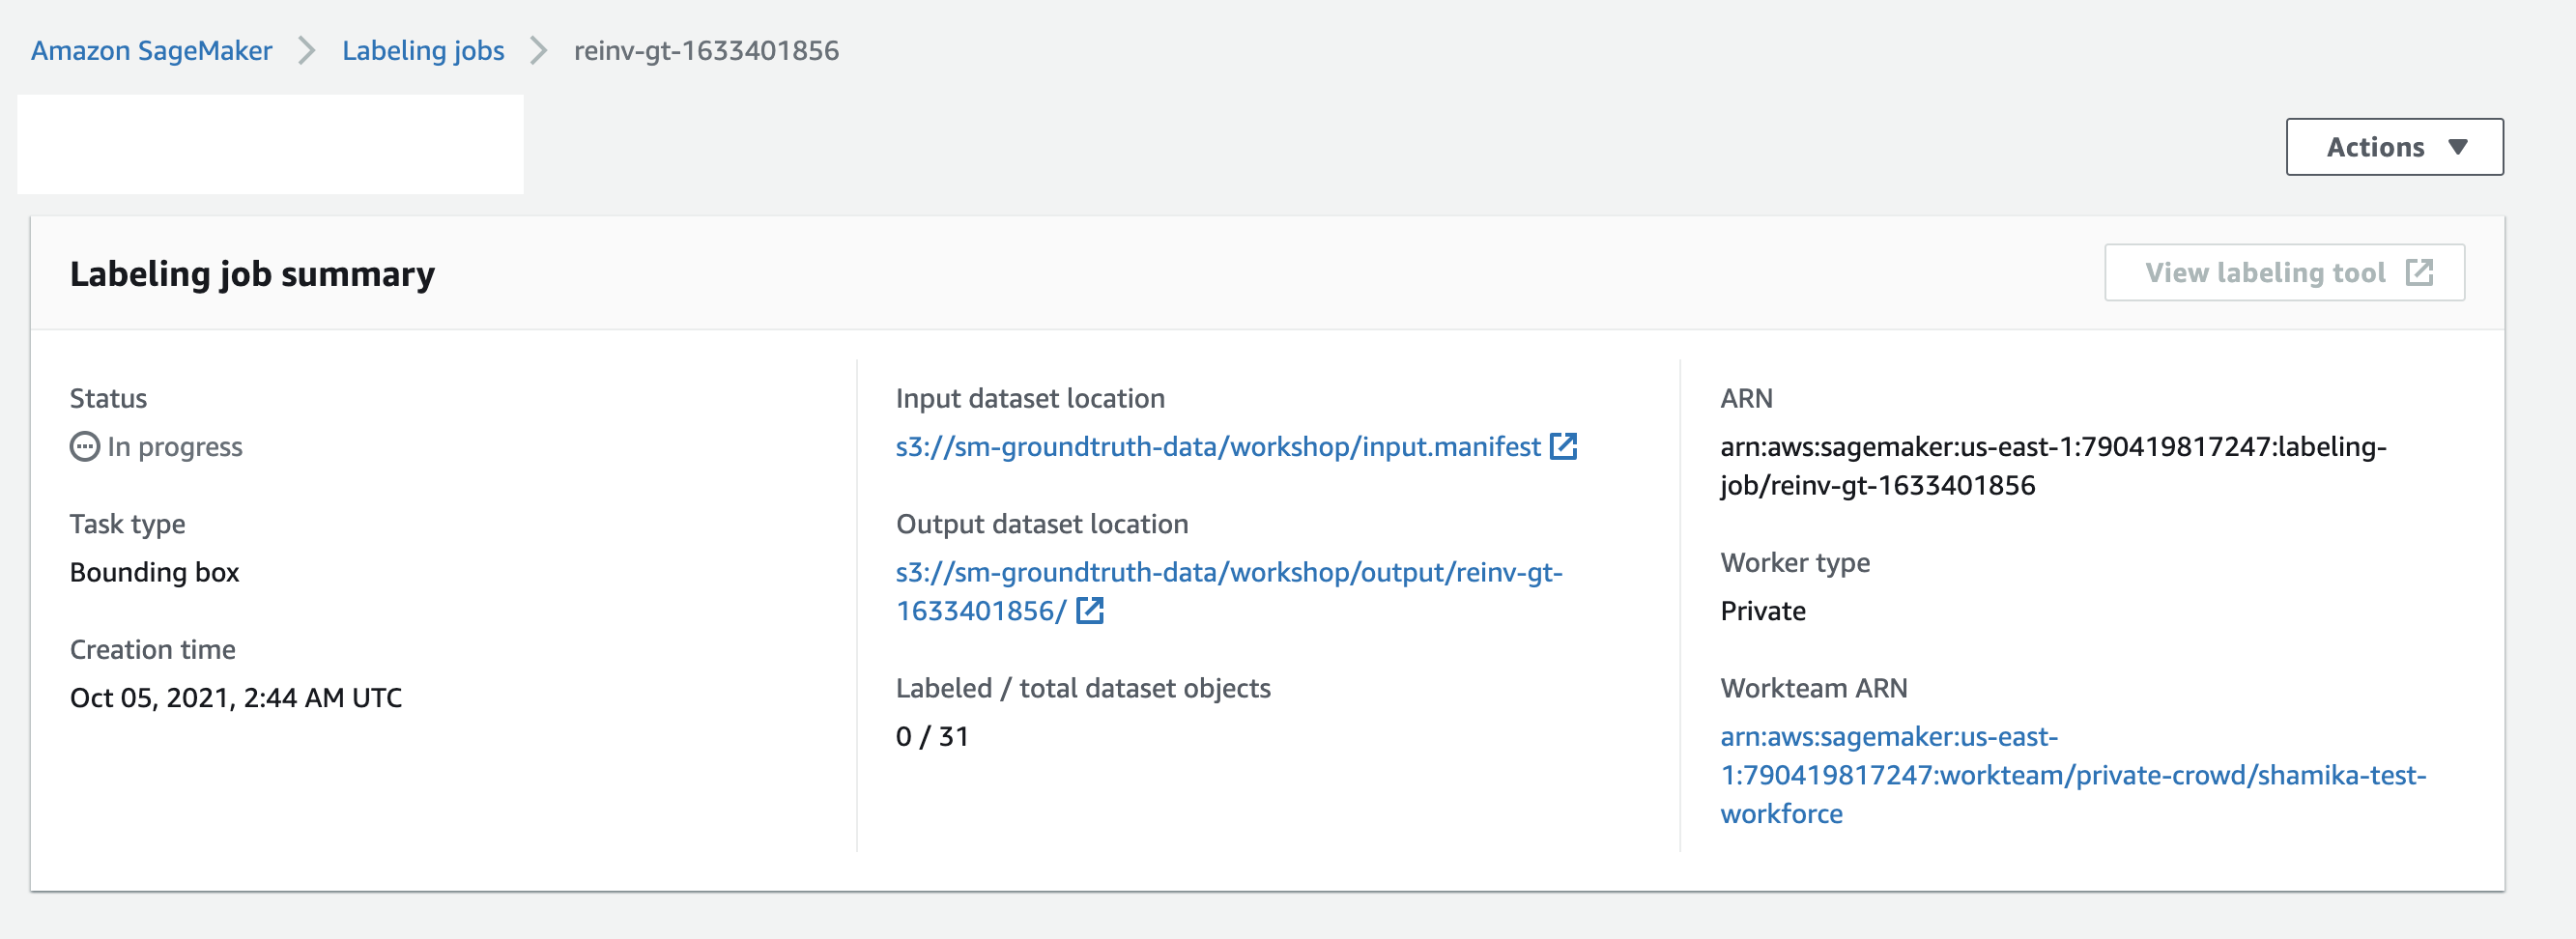 Amazon SageMaker > Labeling jobs > reinv-gt-1633401856
Actions
Labeling job summary
View labeling tool
Status
In progress
Task type
Bounding box
Creation time
Oct 05, 2021, 2:44 AM UTC
Input dataset location
s3://sm-groundtruth-data/workshop/input.manifest
Output dataset location
s3://sm-groundtruth-data/workshop/output/reinv-gt-
1633401856/
Labeled / total dataset objects
0 / 31
ARN
arn:aws:sagemaker:us-east-1:790419817247:labeling-
job/reinv-gt-1633401856
Worker type
Private
Workteam ARN
arn:aws:sagemaker:us-east-
1:790419817247:workteam/private-crowd/shamika-test-
workforce